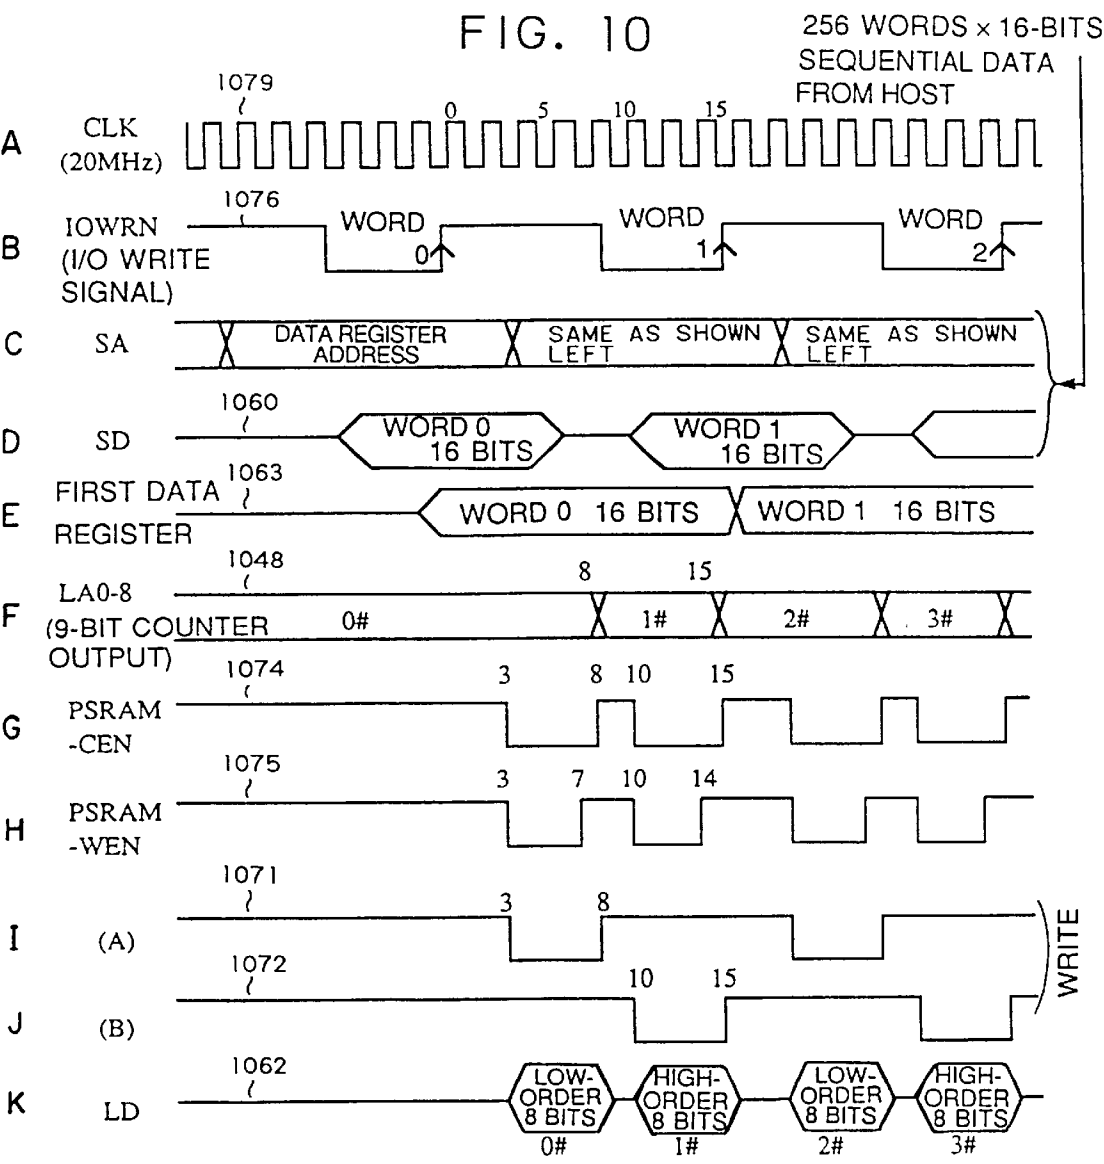 FIG. 10
256 WORDS × 16-BITS
SEQUENTIAL DATA
FROM HOST
1079
0 5 10 15
A CLK
(20MHz)
1076
B IOWRN
(I/O WRITE
SIGNAL)
WORD 0
WORD 1
WORD 2
C SA
DATA REGISTER
ADDRESS
SAME AS SHOWN
LEFT
SAME AS SHOWN
LEFT
1060
D SD
WORD 0
16 BITS
WORD 1
16 BITS
1063
E FIRST DATA
REGISTER
WORD 0 16 BITS
WORD 1 16 BITS
1048
8 15
F LA0-8
(9-BIT COUNTER
OUTPUT)
0# 1# 2# 3#
1074
3 8 10 15
G PSRAM
-CEN
1075
3 7 10 14
H PSRAM
-WEN
1071
3 8
I (A)
1072
10 15
J (B)
WRITE
1062
K LD
LOW-
ORDER
8 BITS
0#
HIGH-
ORDER
8 BITS
1#
LOW-
ORDER
8 BITS
2#
HIGH-
ORDER
8 BITS
3#